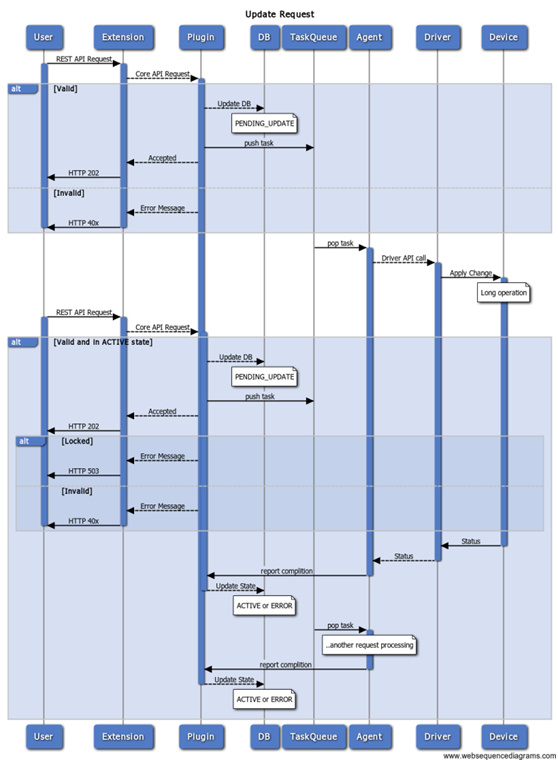 Update Request
User Extension Plugin DB TaskQueue Agent Driver Device
REST API Request
Core API Request
alt [Valid]
Update DB
PENDING_UPDATE
push task
Accepted
HTTP 202
[Invalid]
Error Message
HTTP 40x
pop task
Driver API call
Apply Change
Long operation
REST API Request
Core API Request
alt [Valid and in ACTIVE state]
Update DB
PENDING_UPDATE
push task
Accepted
HTTP 202
alt [Locked]
Error Message
HTTP 503
[Invalid]
Error Message
HTTP 40x
Status
Status
report complition
Update State
ACTIVE or ERROR
pop task
...another request processing
report complition
Update State
ACTIVE or ERROR
User Extension Plugin DB TaskQueue Agent Driver Device
www.websequencediagrams.com